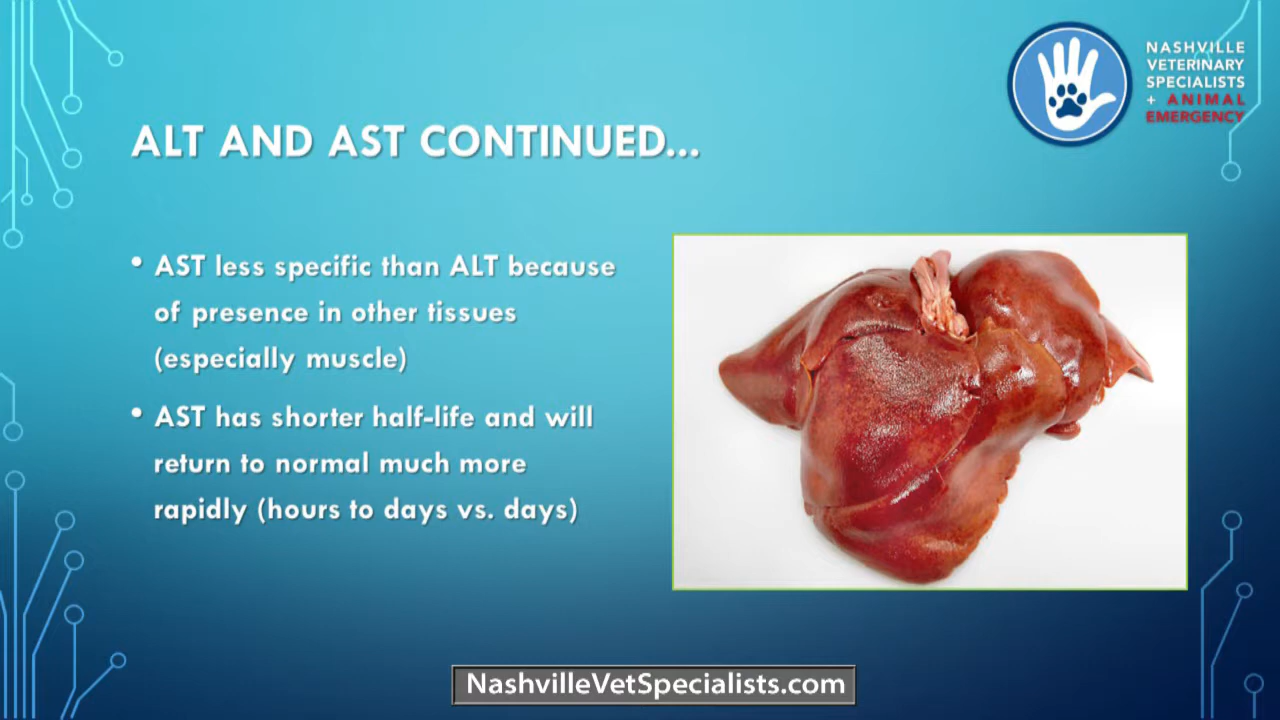 NASHVILLE
VETERINARY
SPECIALISTS
+ ANIMAL
EMERGENCY
ALT AND AST CONTINUED...
• AST less specific than ALT because
of presence in other tissues
(especially muscle)
• AST has shorter half-life and will
return to normal much more
rapidly (hours to days vs. days)
NashvilleVetSpecialists.com